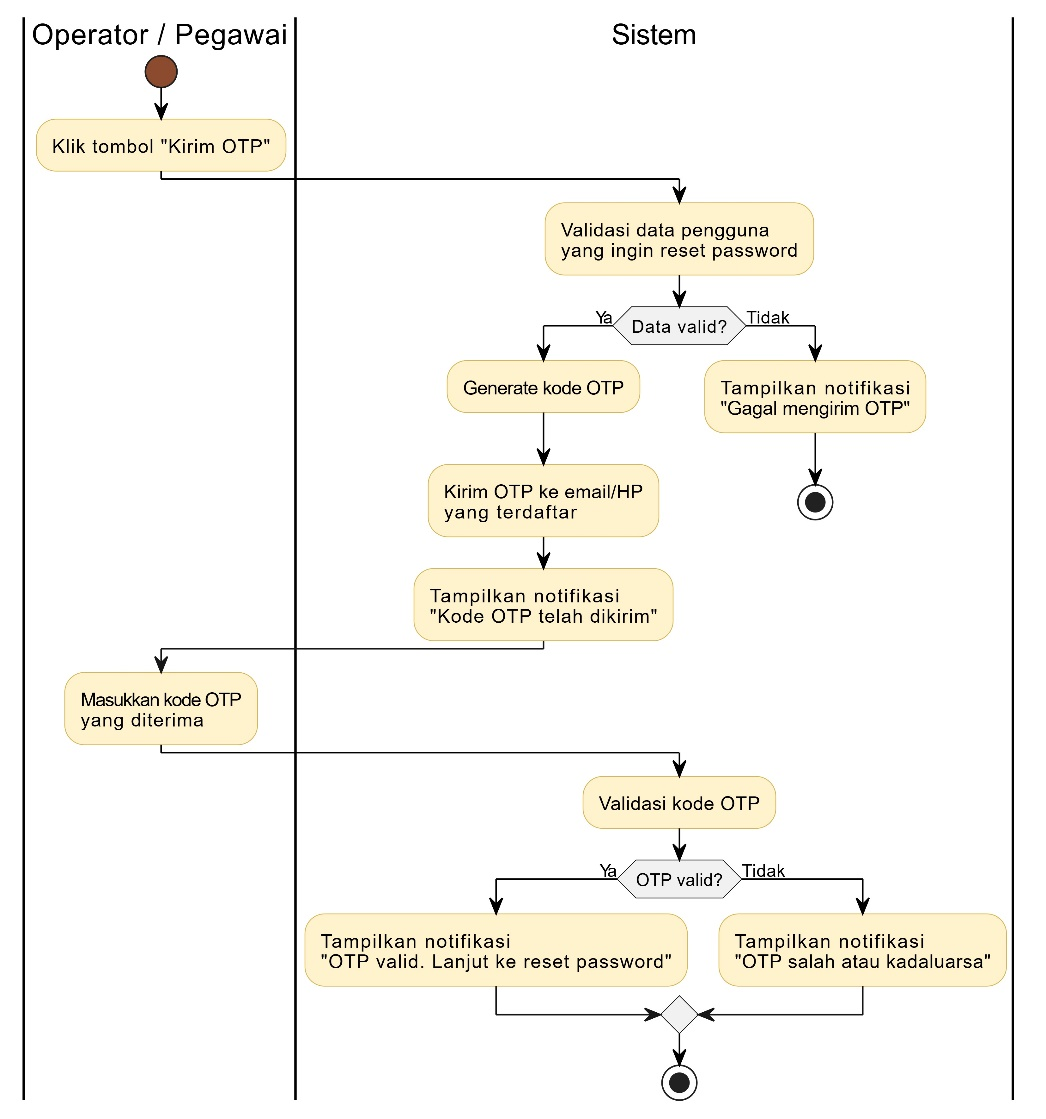 Operator / Pegawai
Sistem
Klik tombol "Kirim OTP"
Validasi data pengguna
yang ingin reset password
Ya
Data valid?
Tidak
Generate kode OTP
Tampilkan notifikasi
"Gagal mengirim OTP"
Kirim OTP ke email/HP
yang terdaftar
Tampilkan notifikasi
"Kode OTP telah dikirim"
Masukkan kode OTP
yang diterima
Validasi kode OTP
Ya
OTP valid?
Tidak
Tampilkan notifikasi
"OTP valid. Lanjut ke reset password"
Tampilkan notifikasi
"OTP salah atau kadaluarsa"